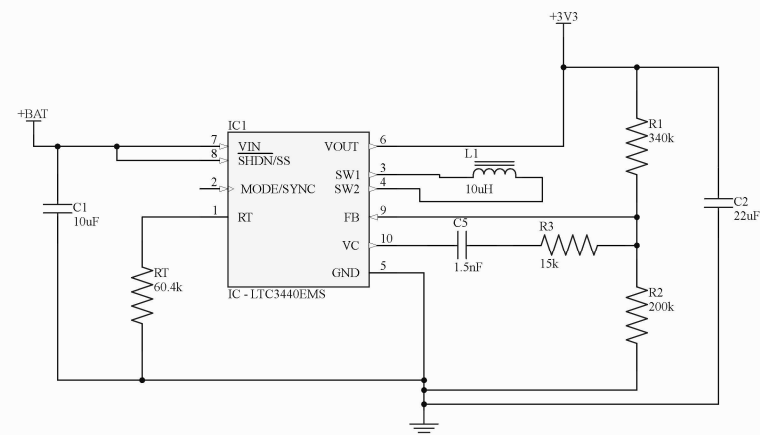 +3V3
+BAT
IC1
7 VIN VOUT 6
8 SHDN/SS
SW1 3
SW2 4
2 MODE/SYNC
1 RT
FB 9
VC 10
GND 5
IC - LTC3440EMS
L1
10uH
R1
340k
C1
10uF
C2
22uF
C5
1.5nF
R3
15k
RT
60.4k
R2
200k